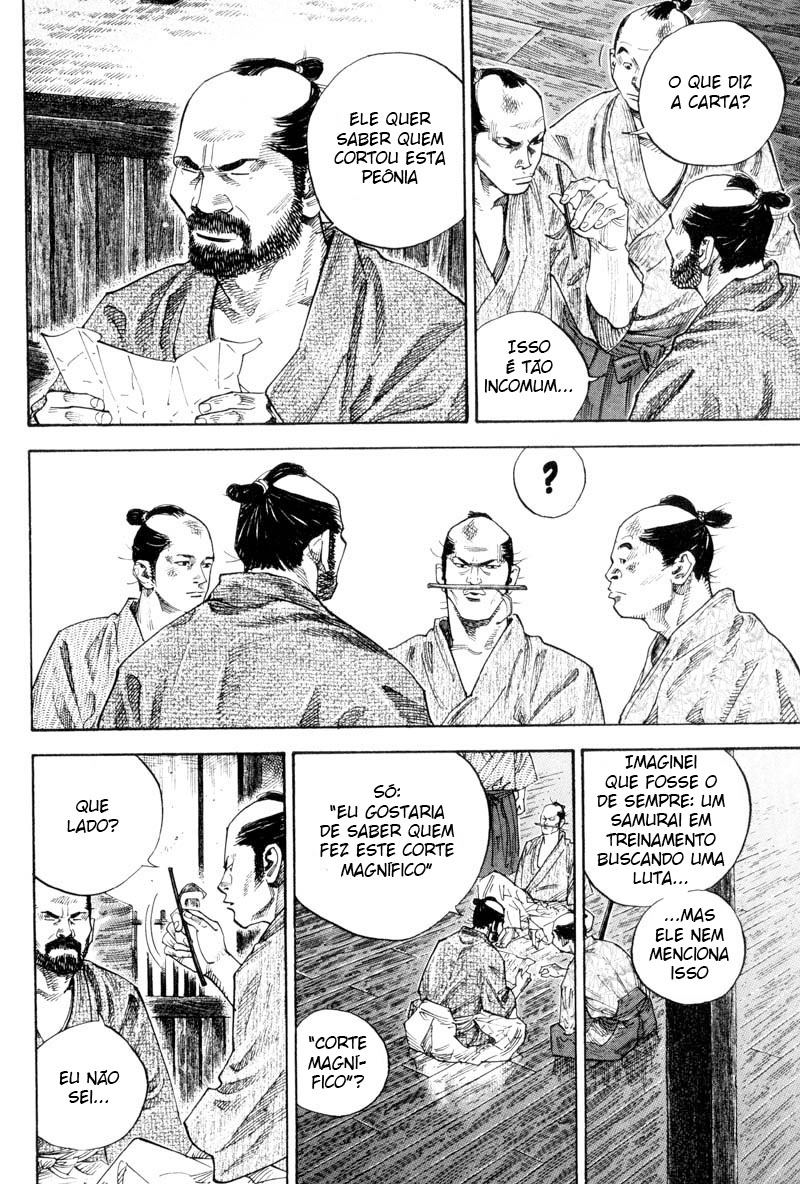 O QUE DIZ
A CARTA?
ISSO
É TÃO
INCOMUM...
ELE QUER
SABER QUEM
CORTOU ESTA
PEÔNIA
?
IMAGINEI
QUE FOSSE O
DE SEMPRE: UM
SAMURAI EM
TREINAMENTO
BUSCANDO UMA
LUTA...
...MAS
ELE NEM
MENCIONA
ISSO
SÓ:
"EU GOSTARIA
DE SABER QUEM
FEZ ESTE CORTE
MAGNÍFICO"
"CORTE
MAGNÍ-
FICO"?
QUE
LADO?
EU NÃO
SEI...